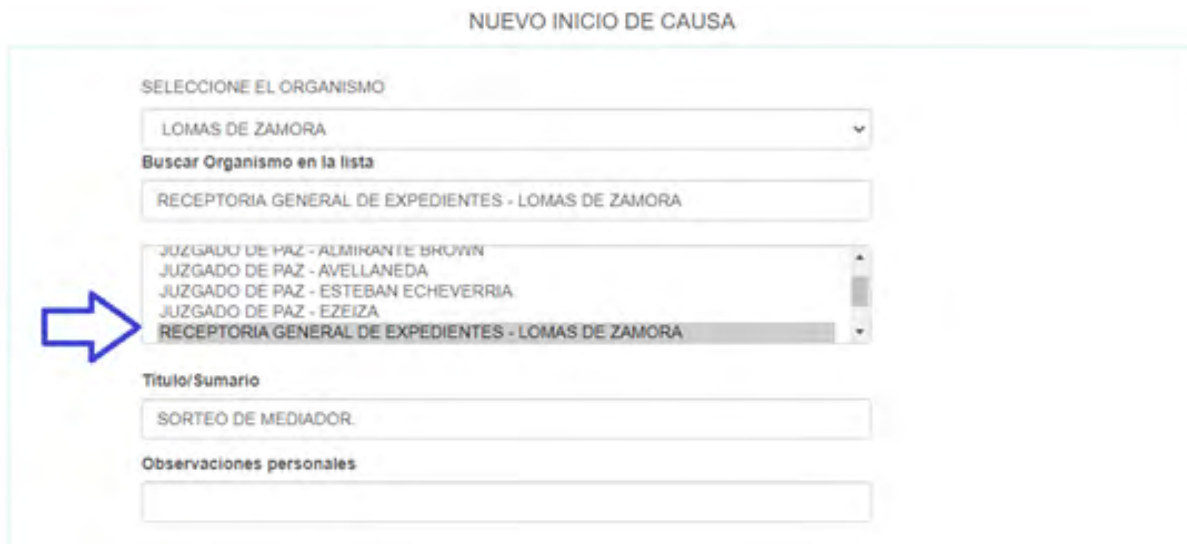 NUEVO INICIO DE CAUSA
SELECCIONE EL ORGANISMO
LOMAS DE ZAMORA
Buscar Organismo en la lista
RECEPTORIA GENERAL DE EXPEDIENTES - LOMAS DE ZAMORA
JUZGADO DE PAZ - ALMIRANTE BROWN
JUZGADO DE PAZ - AVELLANEDA
JUZGADO DE PAZ - ESTEBAN ECHEVERRIA
JUZGADO DE PAZ - EZEIZA
RECEPTORIA GENERAL DE EXPEDIENTES - LOMAS DE ZAMORA
Titulo/Sumario
SORTEO DE MEDIADOR.
Observaciones personales